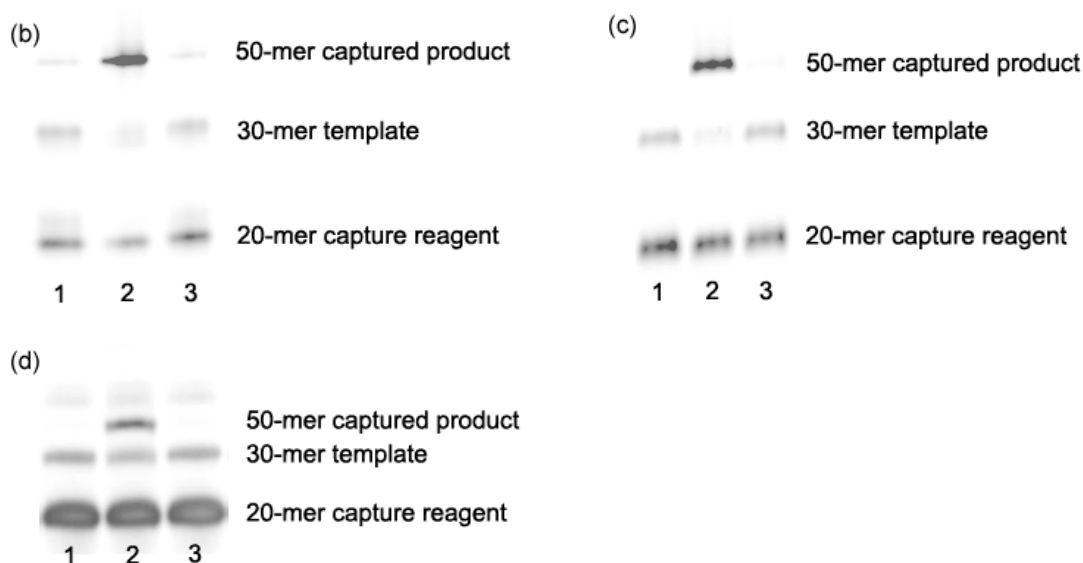 (b)
50-mer captured product
30-mer template
20-mer capture reagent
1 2 3
(c)
50-mer captured product
30-mer template
20-mer capture reagent
1 2 3
(d)
50-mer captured product
30-mer template
20-mer capture reagent
1 2 3